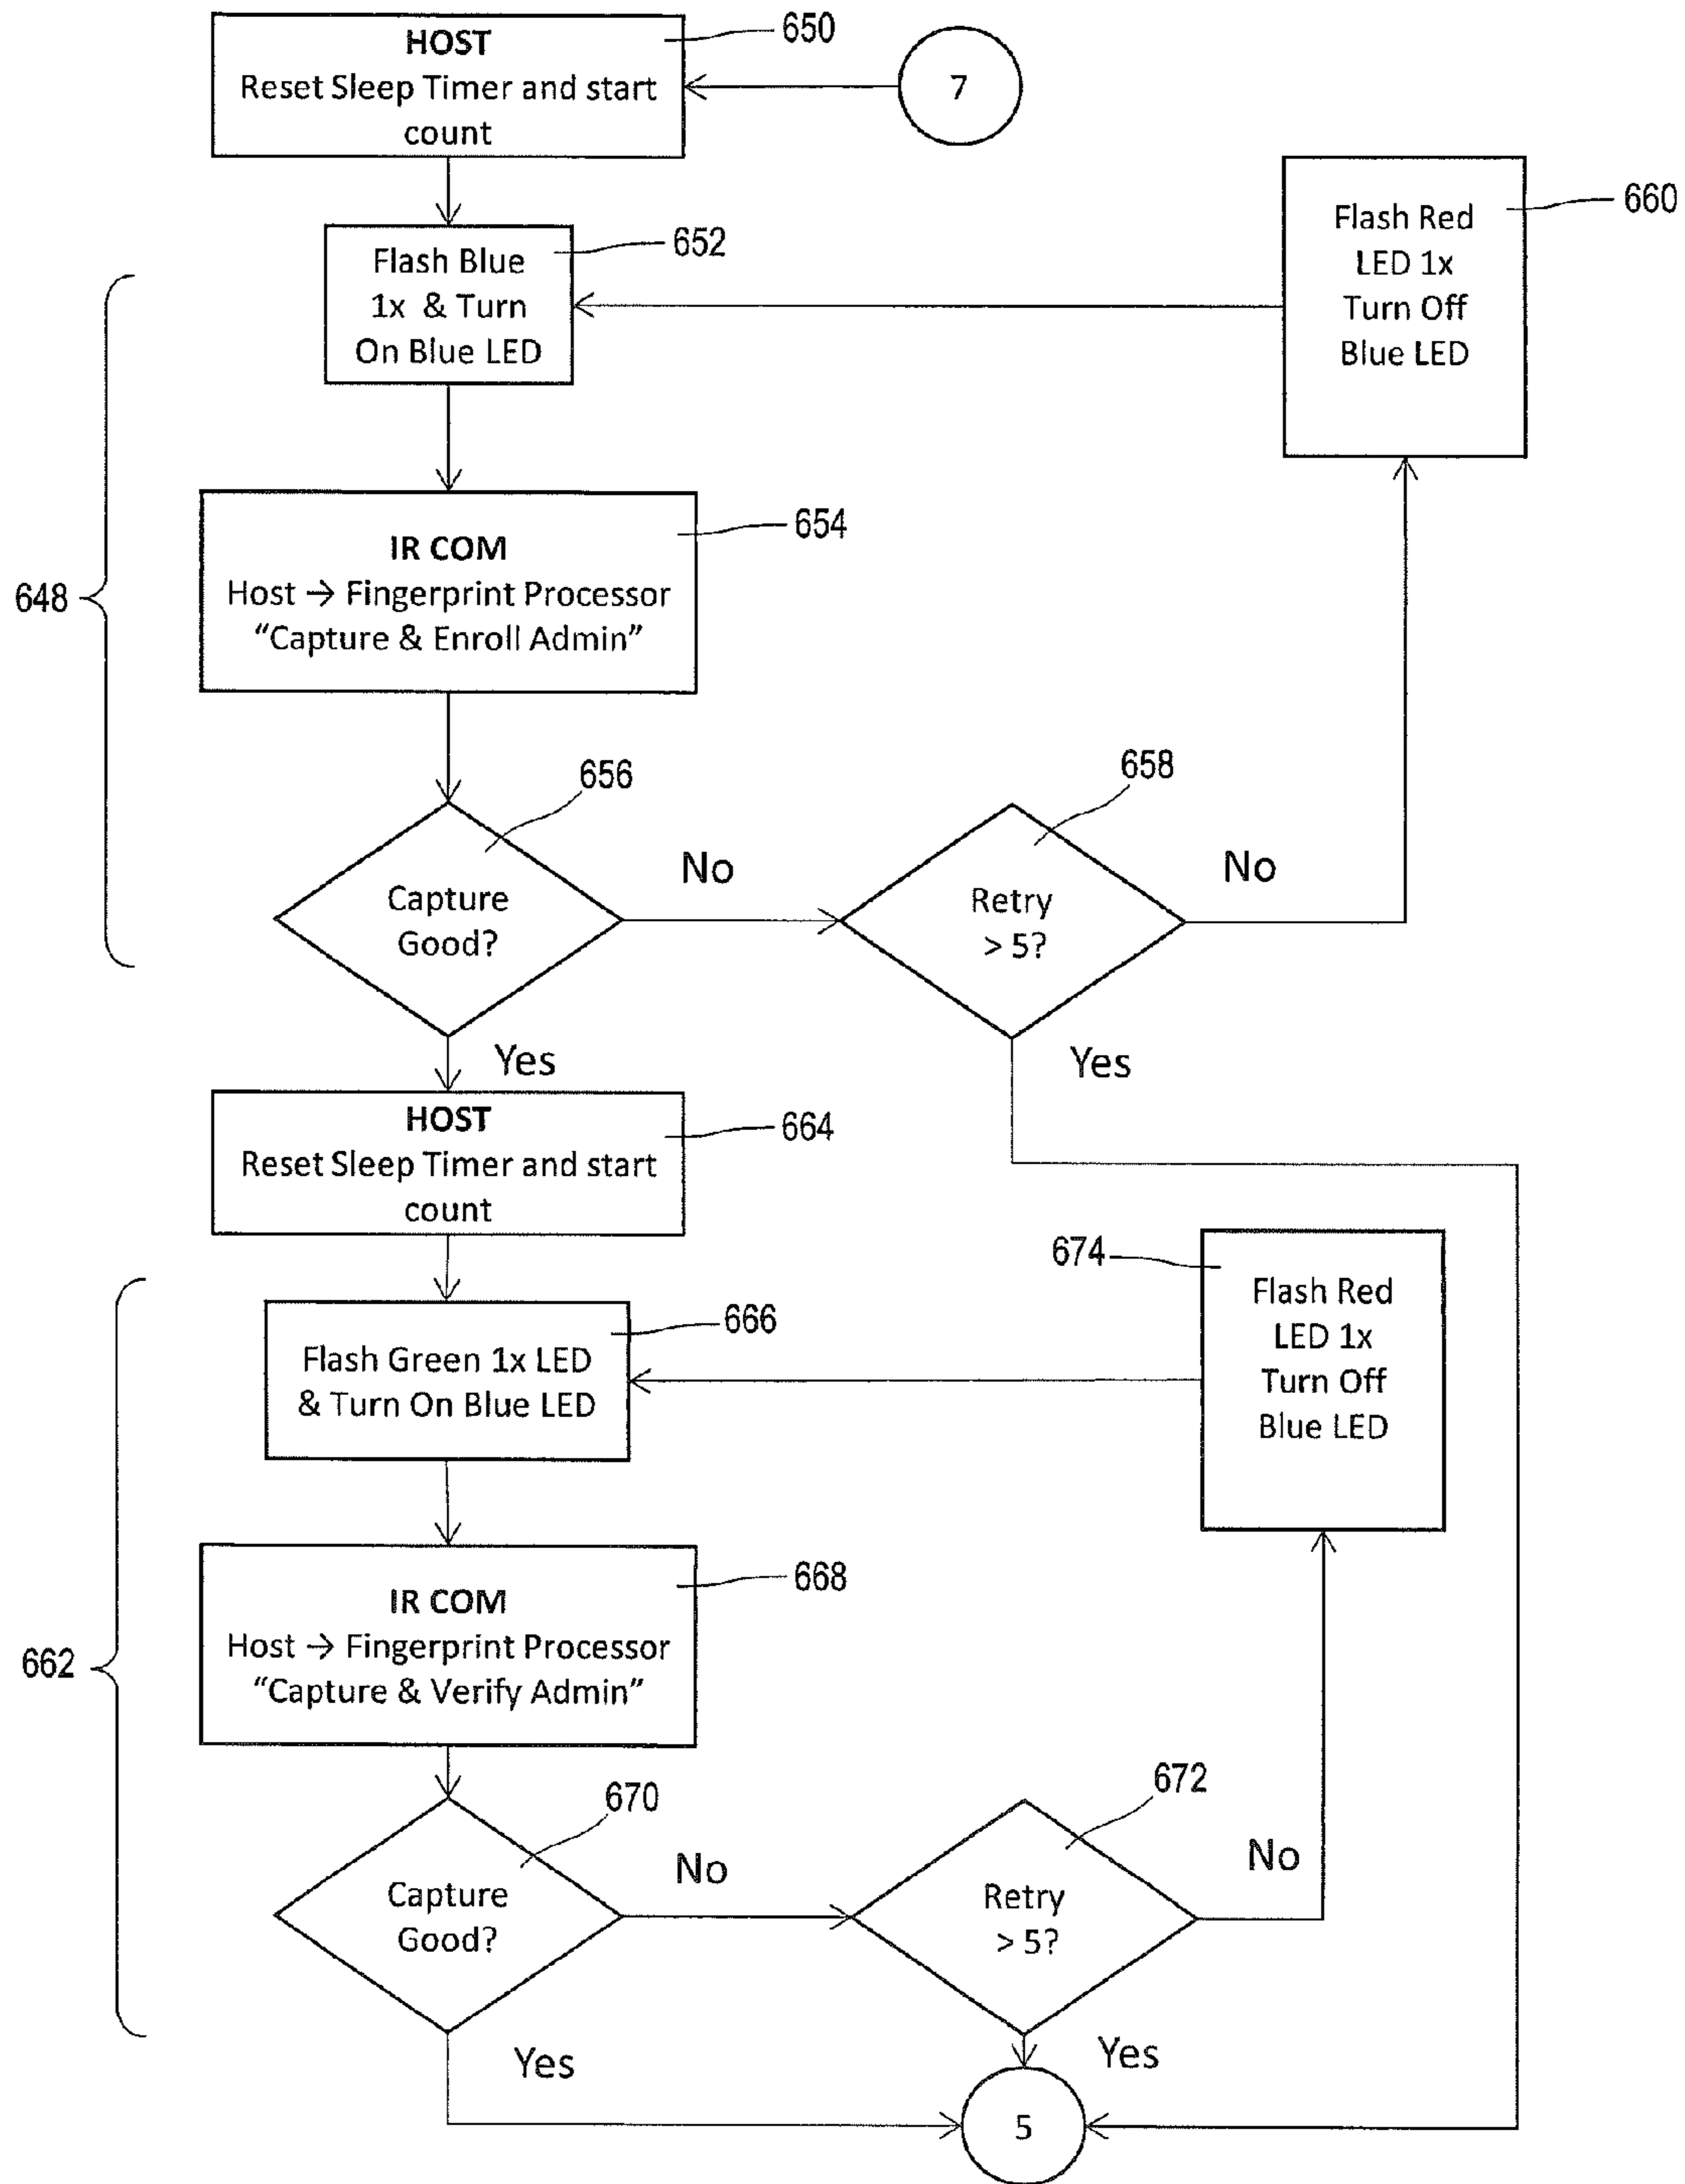 HOST
Reset Sleep Timer and start
count
650
7
Flash Blue
1x & Turn
On Blue LED
652
Flash Red
LED 1x
Turn Off
Blue LED
660
648
IR COM
Host → Fingerprint Processor
“Capture & Enroll Admin”
654
656
Capture
Good?
No
658
Retry
> 5?
No
Yes
Yes
HOST
Reset Sleep Timer and start
count
664
674
Flash Red
LED 1x
Turn Off
Blue LED
666
Flash Green 1x LED
& Turn On Blue LED
662
IR COM
Host → Fingerprint Processor
“Capture & Verify Admin”
668
670
Capture
Good?
No
672
Retry
> 5?
No
Yes
Yes
5